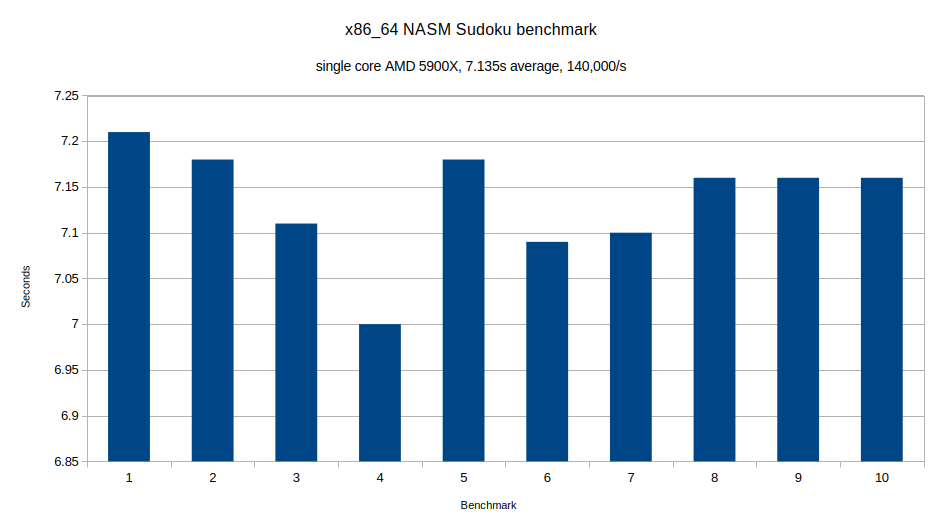 x86_64 NASM Sudoku benchmark
single core AMD 5900X, 7.135s average, 140,000/s
7.25
7.2
7.15
7.1
7.05
7
6.95
6.9
6.85
Seconds
1 2 3 4 5 6 7 8 9 10
Benchmark